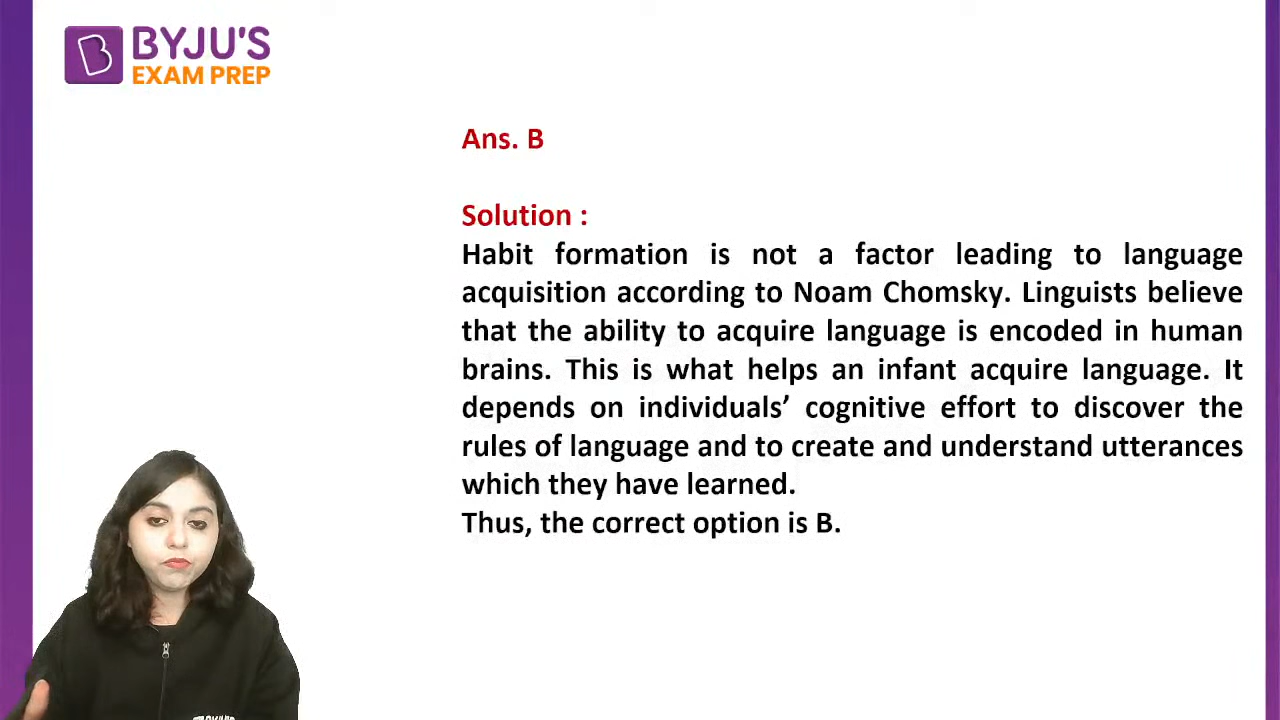 BYJU'S
EXAM PREP
Ans. B
Solution :
Habit formation is not a factor leading to language
acquisition according to Noam Chomsky. Linguists believe
that the ability to acquire language is encoded in human
brains. This is what helps an infant acquire language. It
depends on individuals’ cognitive effort to discover the
rules of language and to create and understand utterances
which they have learned.
Thus, the correct option is B.